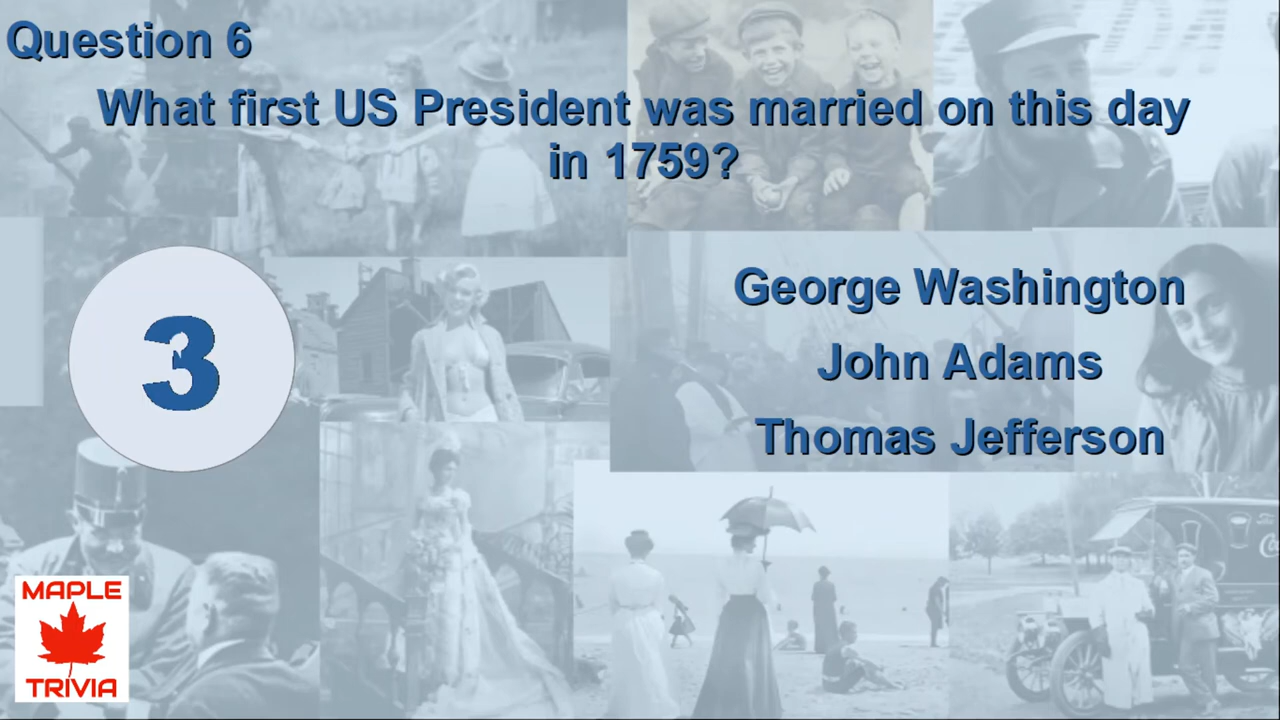 Question 6
What first US President was married on this day
in 1759?
3
George Washington
John Adams
Thomas Jefferson
MAPLE
TRIVIA